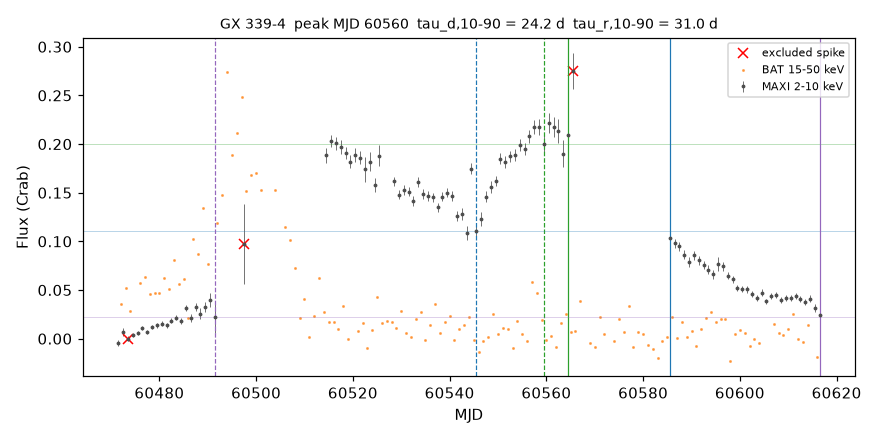 GX 339-4  peak MJD 60560  tau_d,10-90 = 24.2 d  tau_r,10-90 = 31.0 d
excluded spike
BAT 15-50 keV
MAXI 2-10 keV
Flux (Crab)
0.30
0.25
0.20
0.15
0.10
0.05
0.00
60480 60500 60520 60540 60560 60580 60600 60620
MJD